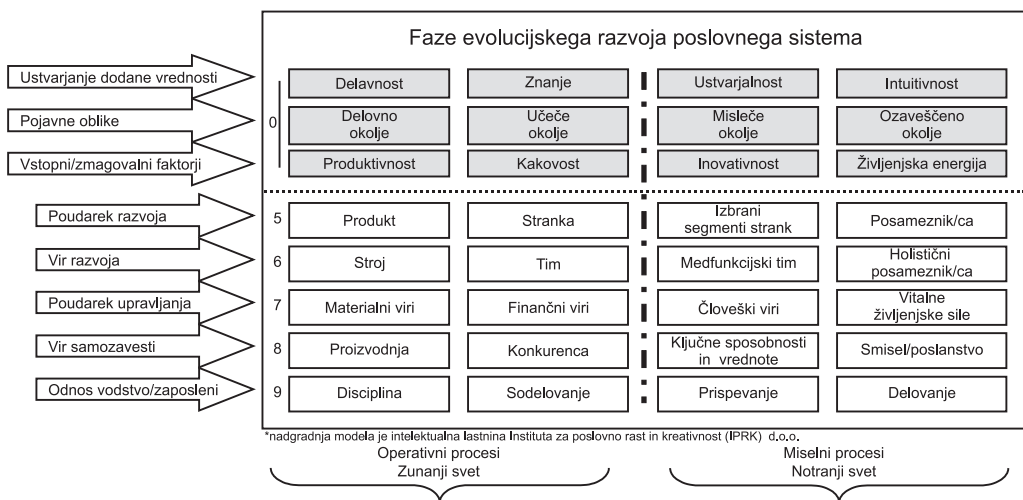 Faze evolucijskega razvoja poslovnega sistema
Ustvarjanje dodane vrednosti
Delavnost
Znanje
Ustvarjalnost
Intuitivnost
Pojavne oblike
0
Delovno
okolje
Učeče
okolje
Misleče
okolje
Ozaveščeno
okolje
Vstopni/zmagovalni faktorji
Produktivnost
Kakovost
Inovativnost
Življenjska energija
Poudarek razvoja
5
Produkt
Stranka
Izbrani
segmenti strank
Posameznik/ca
Vir razvoja
6
Stroj
Tim
Medfunkcijski tim
Holistični
posameznik/ca
Poudarek upravljanja
7
Materialni viri
Finančni viri
Človeški viri
Vitalne
življenjske sile
Vir samozavesti
8
Proizvodnja
Konkurenca
Ključne sposobnosti
in vrednote
Smisel/poslanstvo
Odnos vodstvo/zaposleni
9
Disciplina
Sodelovanje
Prispevanje
Delovanje
*nadgradnja modela je intelektualna lastnina Instituta za poslovno rast in kreativnost (IPRK) d.o.o.
Operativni procesi
Zunanji svet
Miselni procesi
Notranji svet